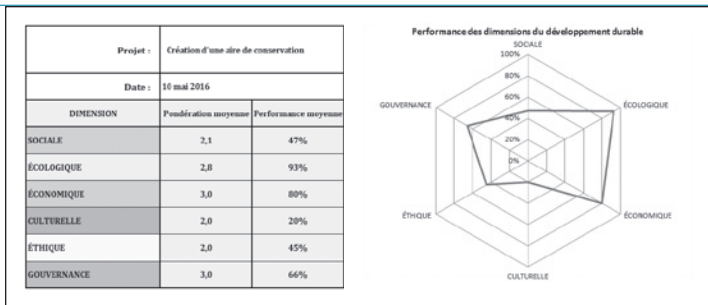 Projet : Création d'une aire de conservation
Date : 10 mai 2016
DIMENSION Pondération moyenne Performance moyenne
SOCIALE 2,1 47%
ÉCOLOGIQUE 2,8 93%
ÉCONOMIQUE 3,0 80%
CULTURELLE 2,0 20%
ÉTHIQUE 2,0 45%
GOUVERNANCE 3,0 66%
Performance des dimensions du développement durable
SOCIALE
100%
80%
60%
40%
20%
0%
ÉCOLOGIQUE
ÉCONOMIQUE
CULTURELLE
ÉTHIQUE
GOUVERNANCE